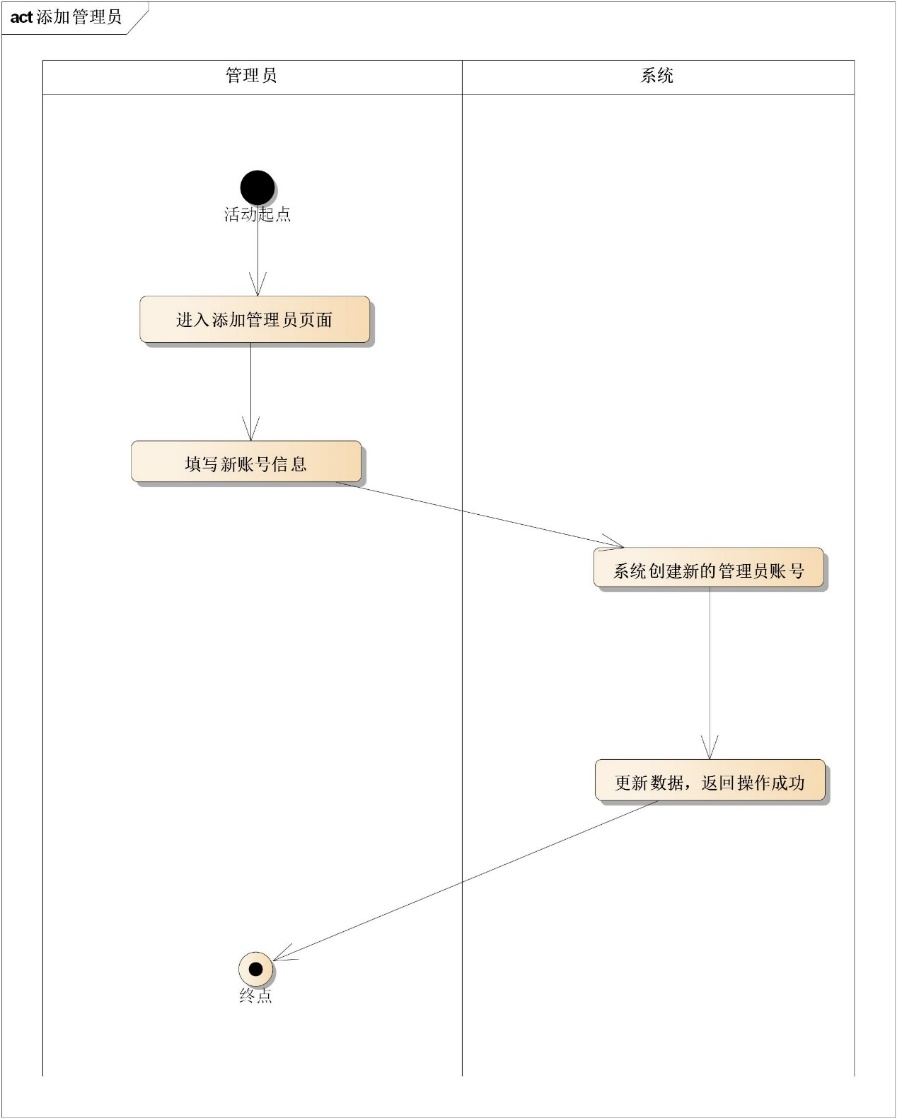 act 添加管理员
管理员
系统
活动起点
进入添加管理员页面
填写新账号信息
系统创建新的管理员账号
更新数据，返回操作成功
终点